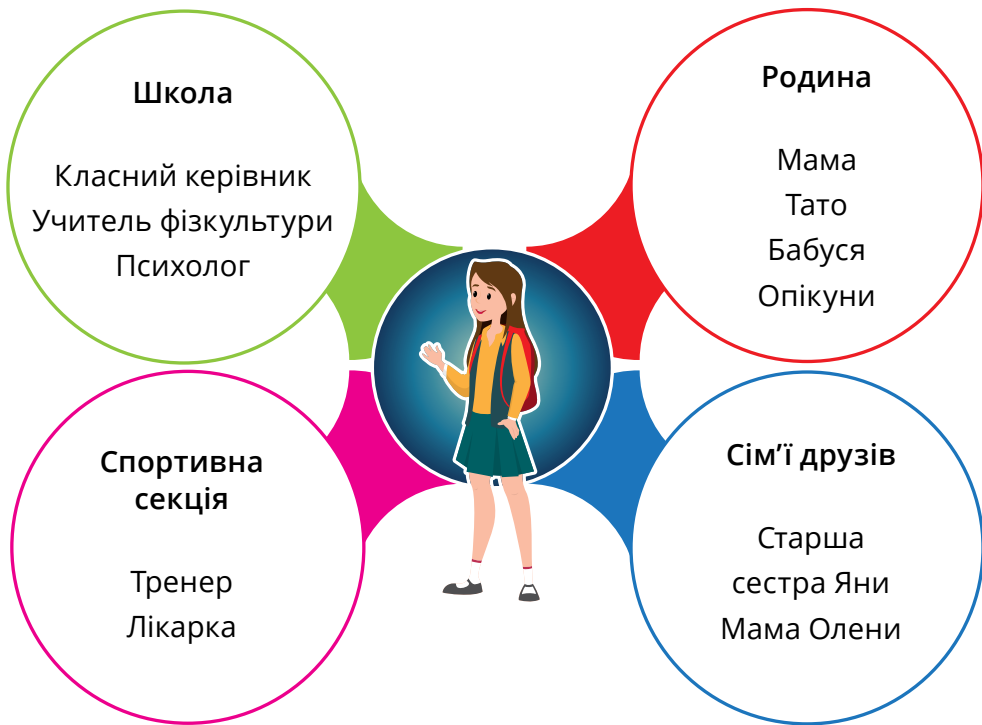 Школа
Класний керівник
Учитель фізкультури
Психолог
Родина
Мама
Тато
Бабуся
Опікуни
Спортивна
секція
Тренер
Лікарка
Сім’ї друзів
Старша
сестра Яни
Мама Олени